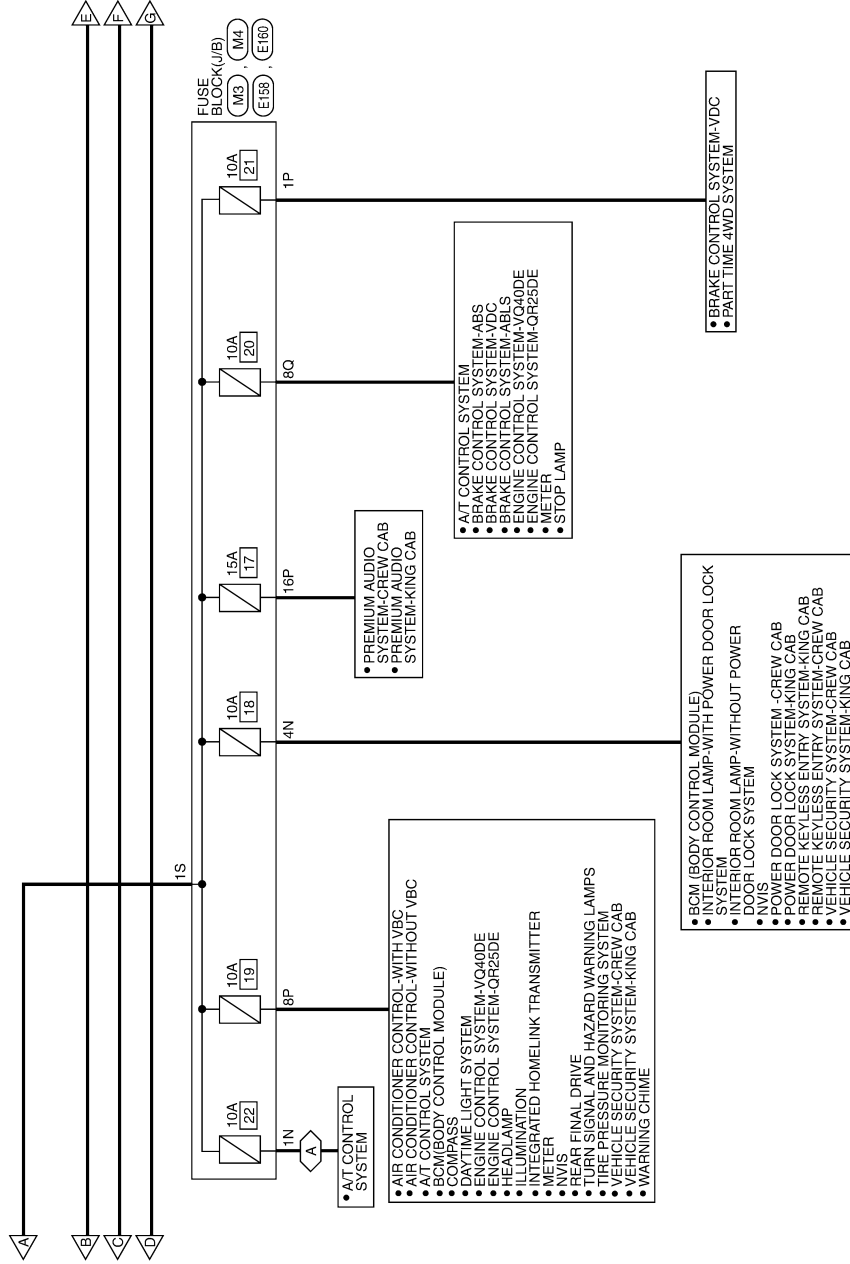 A
B
C
D
E
F
G
FUSE
BLOCK(J/B)
M3 , M4
E158 , E160
1S
10A
22
1N
A
• A/T CONTROL
SYSTEM
10A
19
8P
• AIR CONDITIONER CONTROL-WITH VBC
• AIR CONDITIONER CONTROL-WITHOUT VBC
• A/T CONTROL SYSTEM
• BCM(BODY CONTROL MODULE)
• COMPASS
• DAYTIME LIGHT SYSTEM
• ENGINE CONTROL SYSTEM-VQ40DE
• ENGINE CONTROL SYSTEM-QR25DE
• HEADLAMP
• ILLUMINATION
• INTEGRATED HOMELINK TRANSMITTER
• METER
• NVIS
• REAR FINAL DRIVE
• TURN SIGNAL AND HAZARD WARNING LAMPS
• TIRE PRESSURE MONITORING SYSTEM
• VEHICLE SECURITY SYSTEM-CREW CAB
• VEHICLE SECURITY SYSTEM-KING CAB
• WARNING CHIME
10A
18
4N
• BCM (BODY CONTROL MODULE)
• INTERIOR ROOM LAMP-WITH POWER DOOR LOCK
SYSTEM
• INTERIOR ROOM LAMP-WITHOUT POWER
DOOR LOCK SYSTEM
• NVIS
• POWER DOOR LOCK SYSTEM -CREW CAB
• POWER DOOR LOCK SYSTEM-KING CAB
• REMOTE KEYLESS ENTRY SYSTEM-KING CAB
• REMOTE KEYLESS ENTRY SYSTEM-CREW CAB
• VEHICLE SECURITY SYSTEM-CREW CAB
• VEHICLE SECURITY SYSTEM-KING CAB
15A
17
16P
• PREMIUM AUDIO
SYSTEM-CREW CAB
• PREMIUM AUDIO
SYSTEM-KING CAB
10A
20
8Q
• A/T CONTROL SYSTEM
• BRAKE CONTROL SYSTEM-ABS
• BRAKE CONTROL SYSTEM-VDC
• BRAKE CONTROL SYSTEM-ABLS
• ENGINE CONTROL SYSTEM-VQ40DE
• ENGINE CONTROL SYSTEM-QR25DE
• METER
• STOP LAMP
10A
21
1P
• BRAKE CONTROL SYSTEM-VDC
• PART TIME 4WD SYSTEM